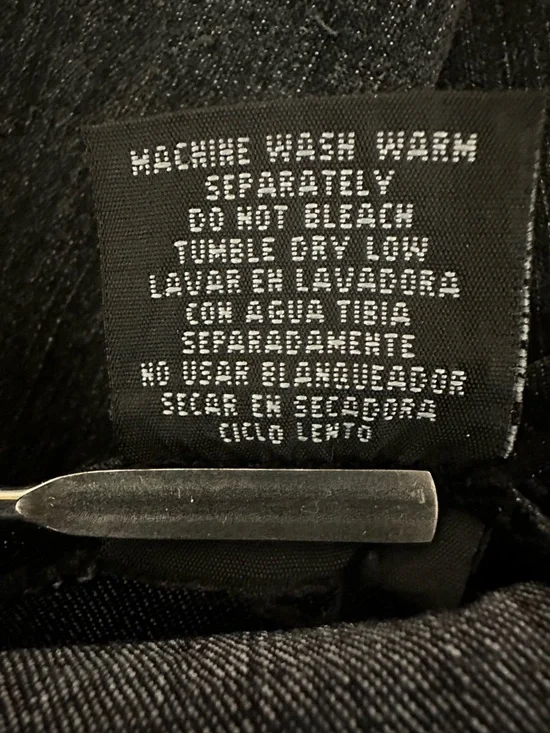 MACHINE WASH WARM
SEPARATELY
DO NOT BLEACH
TUMBLE DRY LOW
LAVAR EN LAVADORA
CON AGUA TIBIA
SEPARADAMENTE
NO USAR BLANQUEADOR
SECAR EN SECADORA
CICLO LENTO